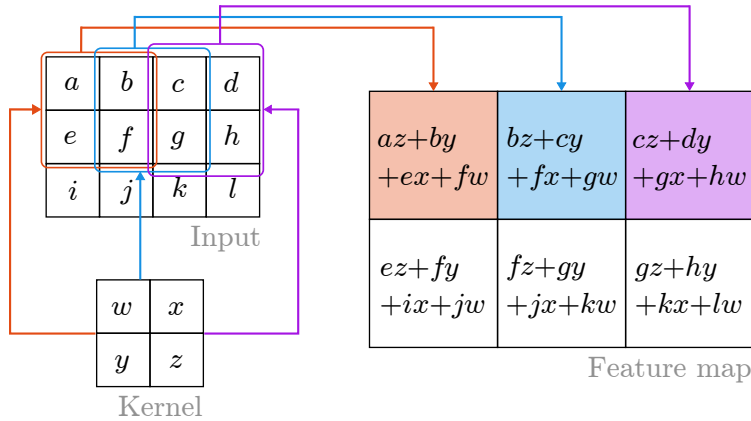 a b c d
e f g h
i j k l
Input
w x
y z
Kernel
az+by bz+cy cz+dy
+ex+fw +fx+gw +gx+hw
ez+fy fz+gy gz+hy
+ix+jw +jx+kw +kx+lw
Feature map